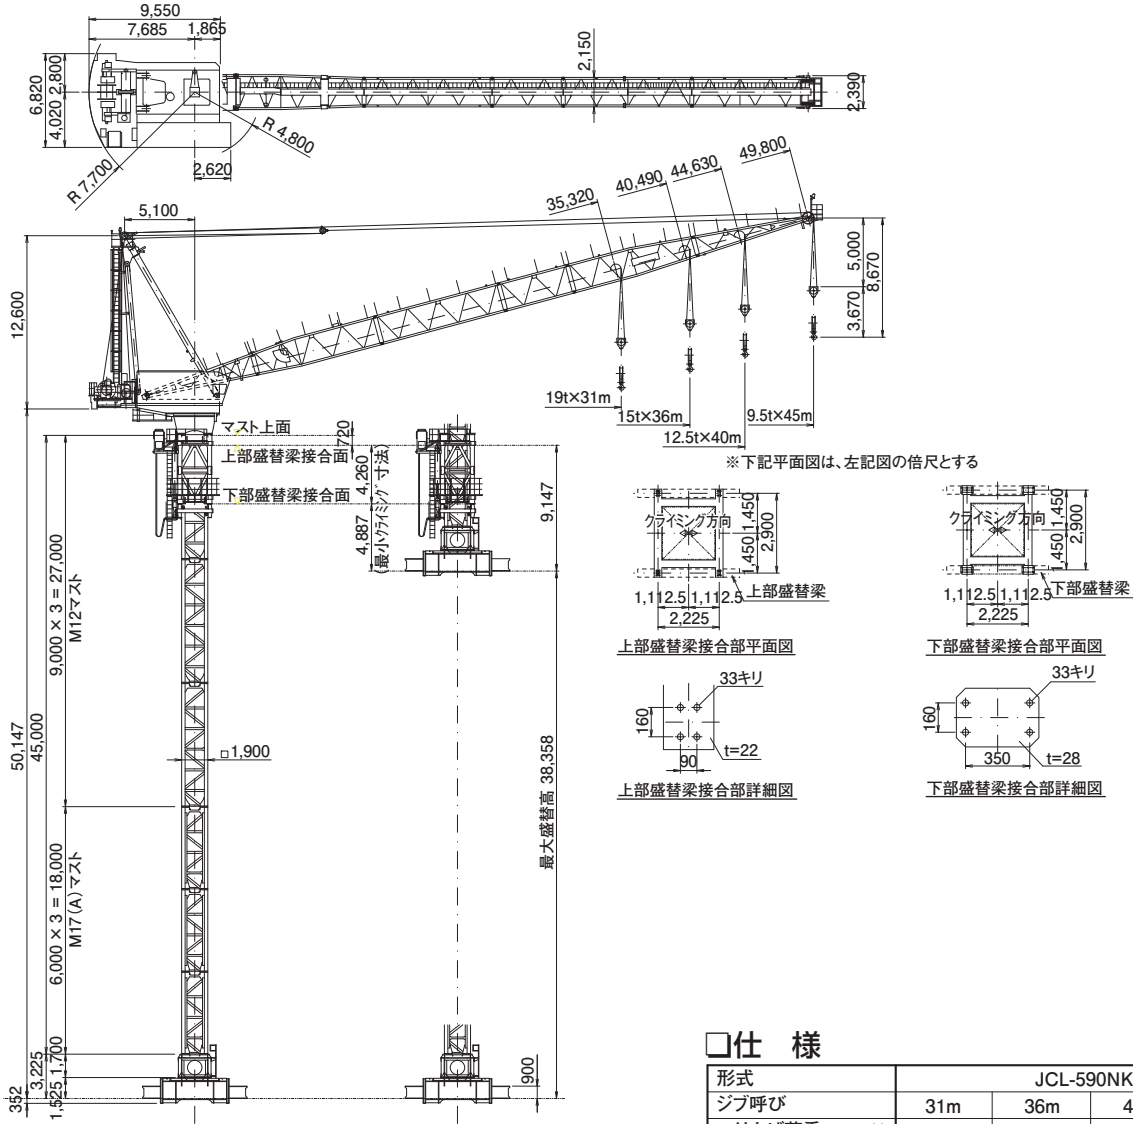 9,550
7,685
1,865
2,150
6,820
2,800
4,020
2,390
R 4,800
R 7,700
2,620
5,100
35,320
40,490
44,630
49,800
12,600
5,000
3,670
8,670
19t×31m
15t×36m
12.5t×40m
9.5t×45m
※下記平面図は、左記図の倍尺とする
マスト上面
720
上部盛替梁接合面
下部盛替梁接合面
4,260
4,887
(最小クライミング寸法)
9,147
クライミング方向
1,450
1,450
2,900
上部盛替梁
1,112.5
1,112.5
2,225
上部盛替梁接合部平面図
クライミング方向
1,450
1,450
2,900
下部盛替梁
1,112.5
1,112.5
2,225
下部盛替梁接合部平面図
33キリ
160
90
t=22
上部盛替梁接合部詳細図
33キリ
160
350
t=28
下部盛替梁接合部詳細図
50,147
45,000
9,000 × 3 = 27,000
M12マスト
6,000 × 3 = 18,000
M17(A)マスト
□1,900
最大盛替高 38,358
3,225
1,700
1,525
352
900
□仕 様
形式 JCL-590NK
ジブ呼び 31m 36m 4